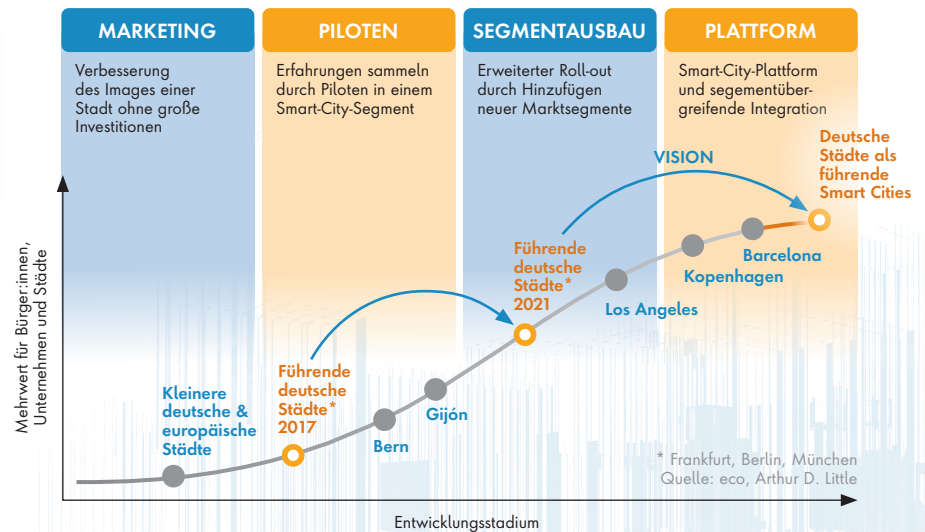 MARKETING
PILOTEN
SEGMENTAUSBAU
PLATTFORM
Verbesserung
des Images einer
Stadt ohne große
Investitionen
Erfahrungen sammeln
durch Piloten in einem
Smart-City-Segment
Erweiterter Roll-out
durch Hinzufügen
neuer Marktsegmente
Smart-City-Plattform
und segementüber-
greifende Integration
Deutsche
Städte als
führende
Smart Cities
VISION
Führende
deutsche
Städte*
2021
Barcelona
Kopenhagen
Los Angeles
Führende
deutsche
Städte*
2017
Kleinere
deutsche &
europäische
Städte
Gijón
Bern
Mehrwert für Bürger:innen,
Unternehmen und Städte
* Frankfurt, Berlin, München
Quelle: eco, Arthur D. Little
Entwicklungsstadium